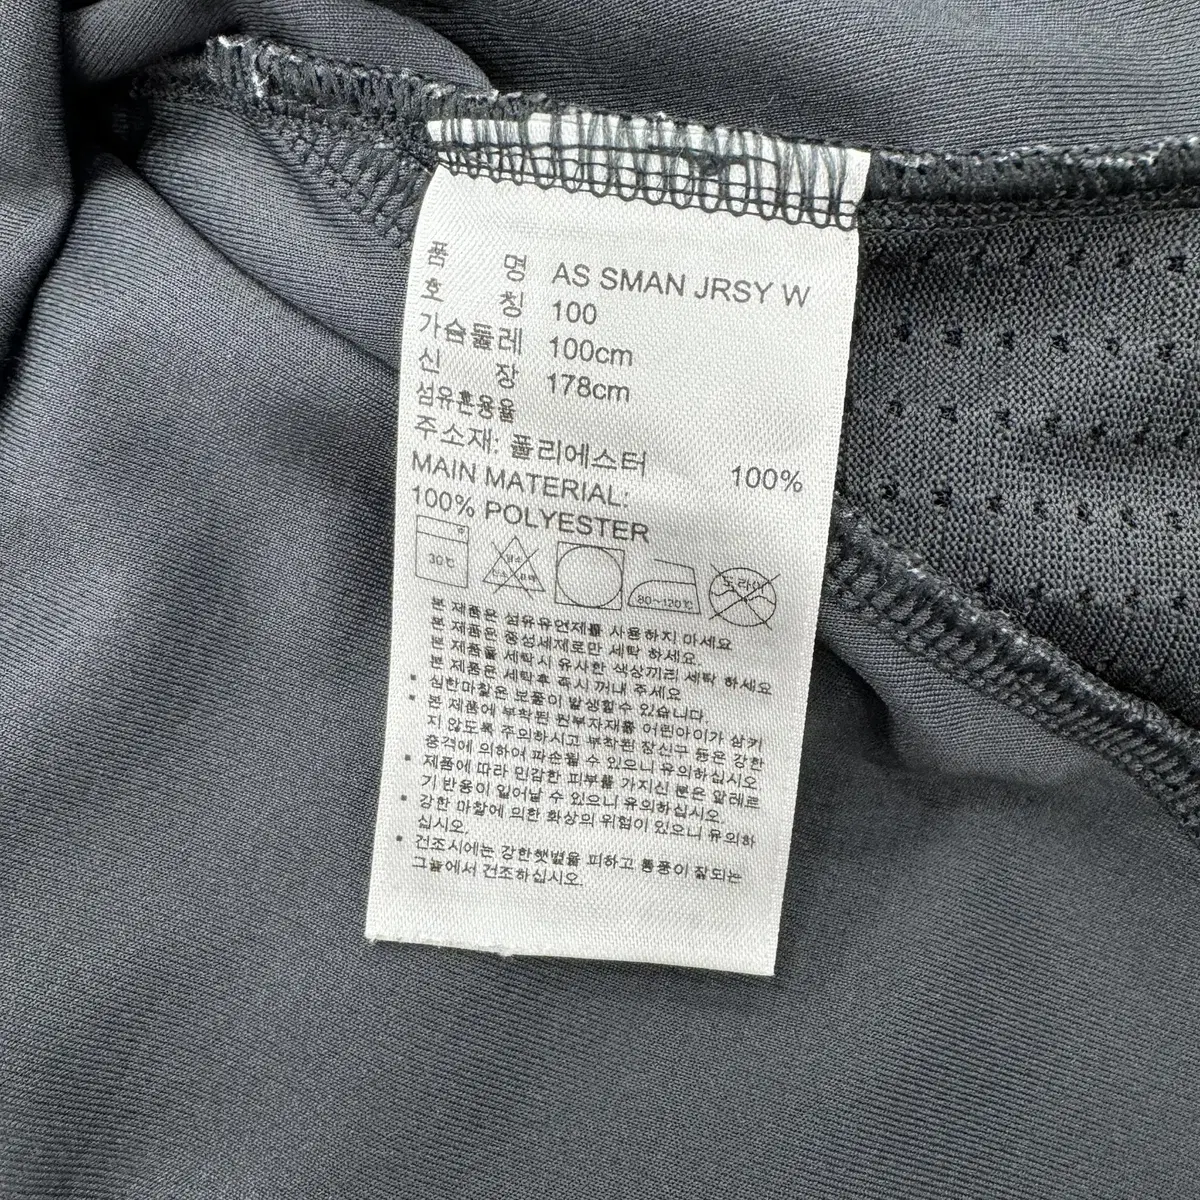 품 명 AS SMAN JRSY W
호 칭 100
가슴둘레 100cm
신 장 178cm
섬유혼용율
주소재: 폴리에스터 100%
MAIN MATERIAL:
100% POLYESTER
30℃ 80~120℃ 드라이
본 제품은 섬유유연제를 사용하지 마세요
본 제품은 중성세제로만 세탁 하세요.
본 제품을 세탁시 유사한 색상끼리 세탁 하세요
본 제품은 세탁후 즉시 꺼내 주세요
* 심한마찰은 보풀이 발생할수 있습니다.
* 본 제품에 부착된 원부자재를 어린아이가 삼키
지 않도록 주의하시고 부착된 장신구 등은 강한
충격에 의하여 파손될 수 있으니 유의하십시오
* 제품에 따라 민감한 피부를 가지신 분은 알레르
기 반응이 일어날 수 있으니 유의하십시오.
* 강한 마찰에 의한 화상의 위험이 있으니 유의하
십시오.
* 건조시에는 강한햇볕을 피하고 통풍이 잘되는
그늘에서 건조하십시오.